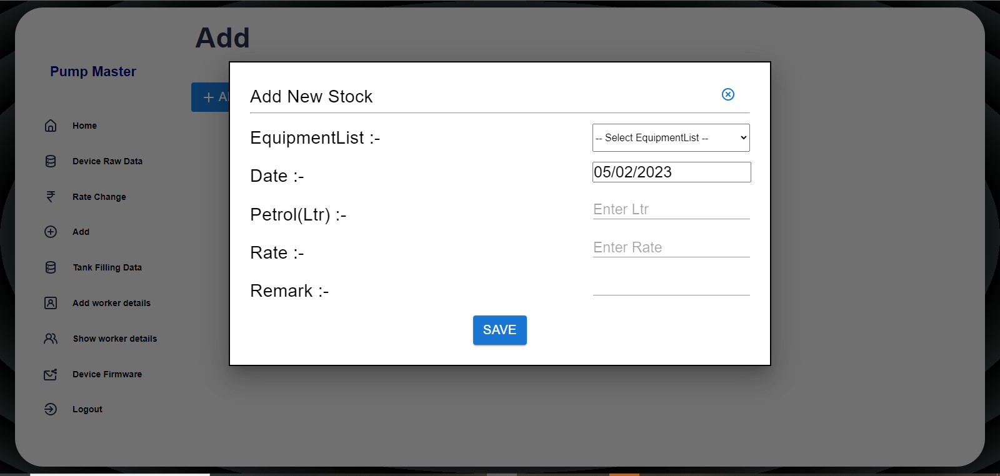 Add
Pump Master
Add New Stock
EquipmentList :-
-- Select EquipmentList --
Date :-
05/02/2023
Petrol(Ltr) :-
Enter Ltr
Rate :-
Enter Rate
Remark :-
SAVE
Home
Device Raw Data
Rate Change
Add
Tank Filling Data
Add worker details
Show worker details
Device Firmware
Logout